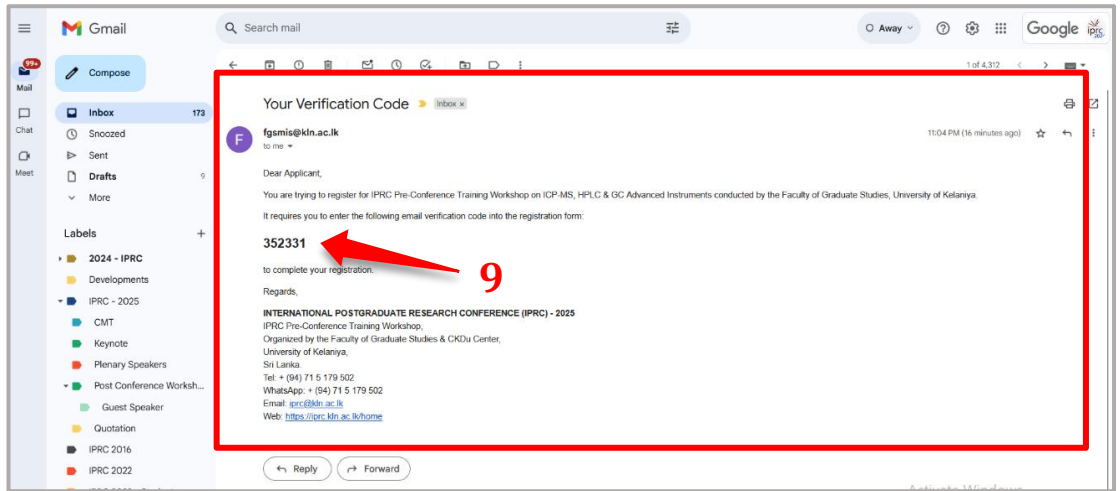 Gmail
Search mail
Away
Google
iprc
99+
Mail
Compose
1 of 4,312
Chat
Meet
Inbox 173
Snoozed
Sent
Drafts 9
More
Labels +
2024 - IPRC
Developments
IPRC - 2025
CMT
Keynote
Plenary Speakers
Post Conference Worksh...
Guest Speaker
Quotation
IPRC 2016
IPRC 2022
Your Verification Code Inbox x
F
fgsmis@kln.ac.lk 11:04 PM (16 minutes ago)
to me
Dear Applicant,
You are trying to register for IPRC Pre-Conference Training Workshop on ICP-MS, HPLC & GC Advanced Instruments conducted by the Faculty of Graduate Studies, University of Kelaniya.
It requires you to enter the following email verification code into the registration form:
352331
9
to complete your registration.
Regards,
INTERNATIONAL POSTGRADUATE RESEARCH CONFERENCE (IPRC) - 2025
IPRC Pre-Conference Training Workshop,
Organized by the Faculty of Graduate Studies & CKDu Center,
University of Kelaniya,
Sri Lanka.
Tel: + (94) 71 5 179 502
WhatsApp: + (94) 71 5 179 502
Email: iprc@kln.ac.lk
Web: https://iprc.kln.ac.lk/home
Reply
Forward